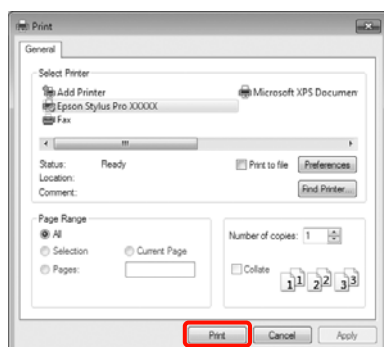 Print
General
Select Printer
Add Printer
Microsoft XPS Documen
Epson Stylus Pro XXXXX
Fax
Status: Ready
Print to file
Preferences
Location:
Comment:
Find Printer...
Page Range
All
Selection
Current Page
Pages:
Number of copies: 1
Collate
1 1 2 2 3 3
Print
Cancel
Apply